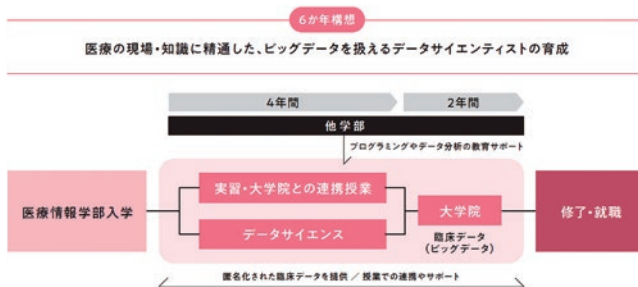 6か年構想
医療の現場・知識に精通した、ビッグデータを扱えるデータサイエンティストの育成
4年間
2年間
他学部
プログラミングやデータ分析の教育サポート
医療情報学部入学
実習・大学院との連携授業
データサイエンス
大学院
臨床データ
(ビッグデータ)
修了・就職
匿名化された臨床データを提供 / 授業での連携やサポート